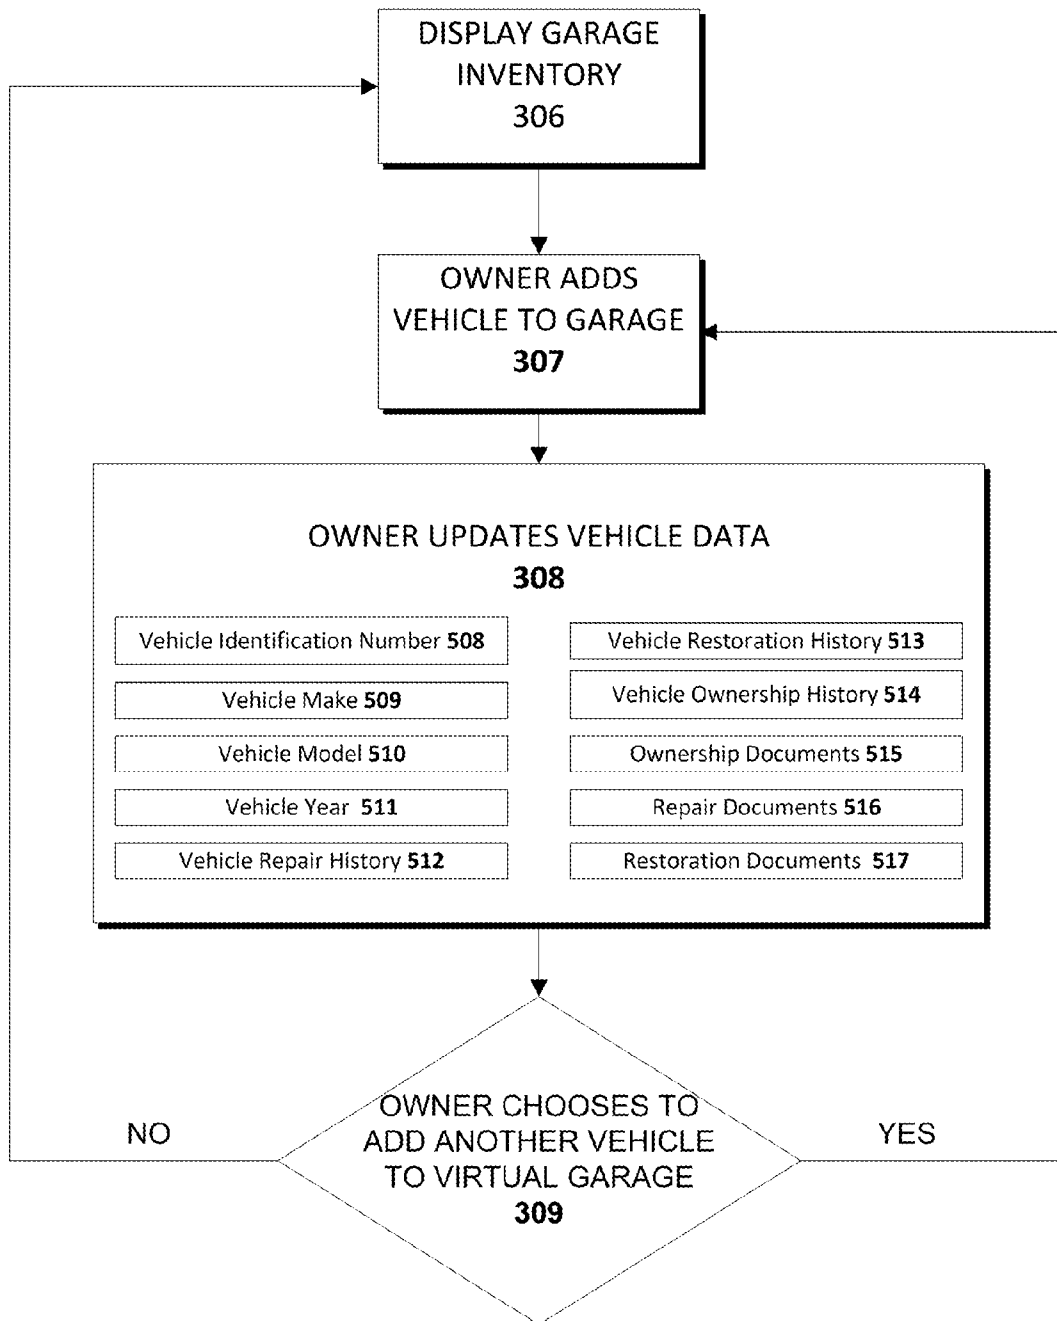 DISPLAY GARAGE
INVENTORY
306
OWNER ADDS
VEHICLE TO GARAGE
307
OWNER UPDATES VEHICLE DATA
308
Vehicle Identification Number 508
Vehicle Make 509
Vehicle Model 510
Vehicle Year 511
Vehicle Repair History 512
Vehicle Restoration History 513
Vehicle Ownership History 514
Ownership Documents 515
Repair Documents 516
Restoration Documents 517
NO
OWNER CHOOSES TO
ADD ANOTHER VEHICLE
TO VIRTUAL GARAGE
309
YES